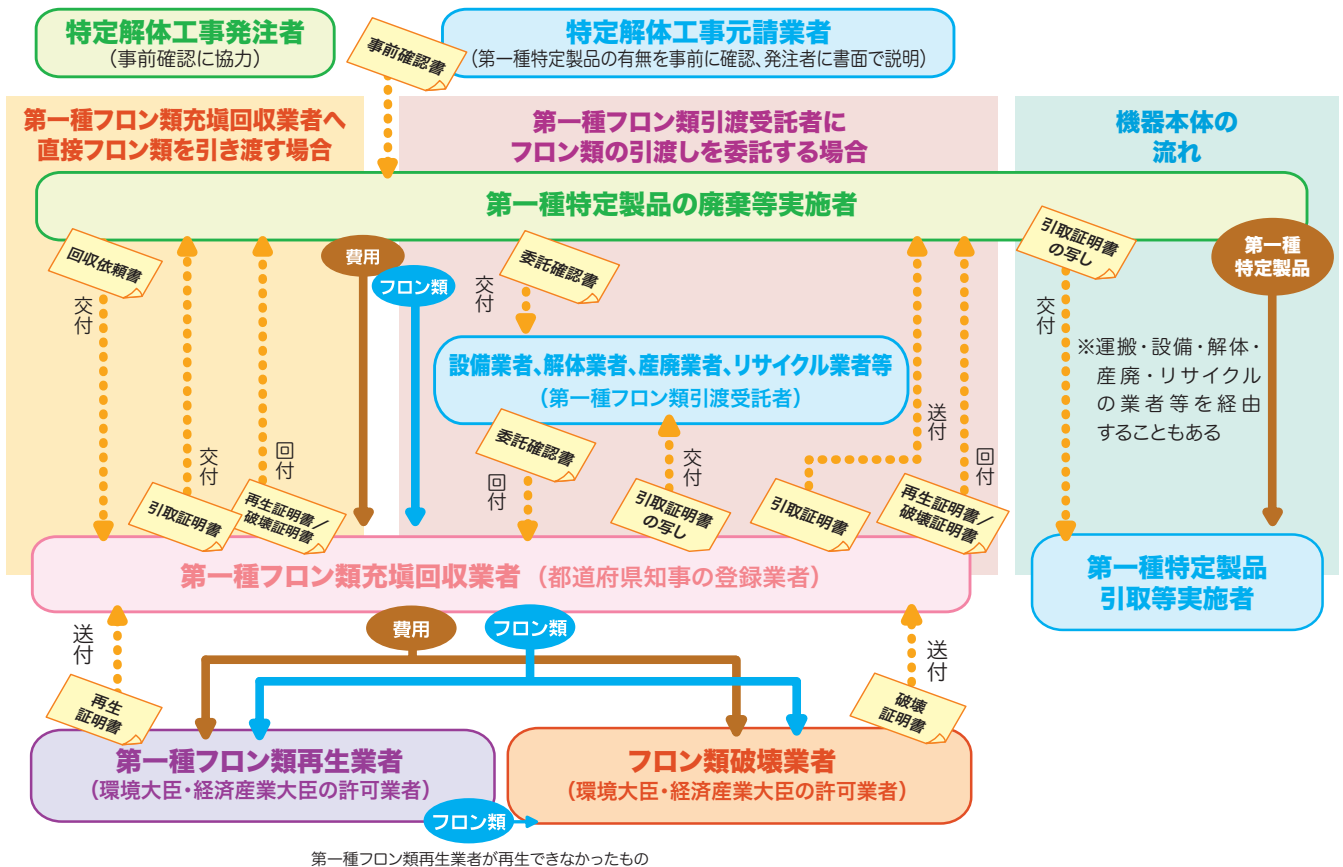 特定解体工事発注者
（事前確認に協力）
事前確認書
特定解体工事元請業者
（第一種特定製品の有無を事前に確認、発注者に書面で説明）
第一種フロン類充塡回収業者へ
直接フロン類を引き渡す場合
第一種フロン類引渡受託者に
フロン類の引渡しを委託する場合
機器本体の
流れ
第一種特定製品の廃棄等実施者
回収依頼書
交付
引取証明書
交付
再生証明書／
破壊証明書
回付
費用
フロン類
委託確認書
交付
設備業者、解体業者、産廃業者、リサイクル業者等
（第一種フロン類引渡受託者）
委託確認書
回付
引取証明書
の写し
交付
引取証明書
送付
再生証明書／
破壊証明書
回付
引取証明書
の写し
交付
第一種
特定製品
※運搬・設備・解体・
産廃・リサイクル
の業者等を経由
することもある
第一種フロン類充塡回収業者（都道府県知事の登録業者）
第一種特定製品
引取等実施者
費用
フロン類
送付
再生
証明書
送付
破壊
証明書
第一種フロン類再生業者
（環境大臣・経済産業大臣の許可業者）
フロン類破壊業者
（環境大臣・経済産業大臣の許可業者）
フロン類
第一種フロン類再生業者が再生できなかったもの